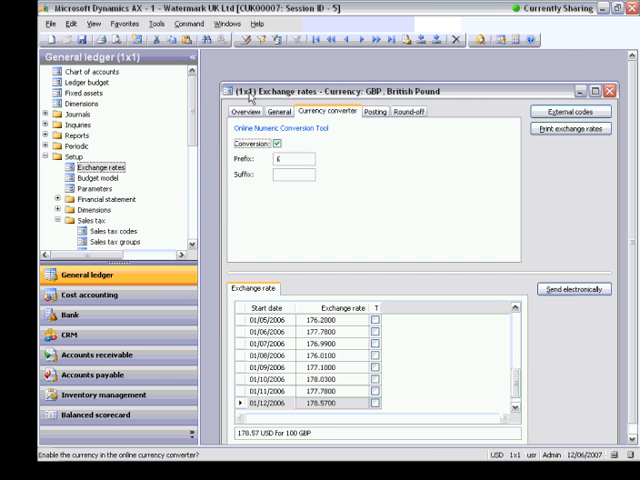 Microsoft Dynamics AX - 1 - Watermark UK Ltd [CUK00007: Session ID - 5]
Currently Sharing
File Edit View Favorites Tools Command Windows Help
General ledger (1x1)
Chart of accounts
Ledger budget
Fixed assets
Dimensions
Journals
Inquiries
Reports
Periodic
Setup
Exchange rates
Budget model
Parameters
Financial statement
Dimensions
Sales tax
Sales tax codes
Sales tax groups
General ledger
Cost accounting
Bank
CRM
Accounts receivable
Accounts payable
Inventory management
Balanced scorecard
(1x1) Exchange rates - Currency: GBP, British Pound
Overview General Currency converter Posting Round-off
External codes
Print exchange rates
Online Numeric Conversion Tool
Conversion:
Prefix: £
Suffix:
Exchange rate
Send electronically
Start date Exchange rate T
01/05/2006 176.2000
01/06/2006 177.7800
01/07/2006 176.9900
01/08/2006 176.0100
01/09/2006 177.1000
01/10/2006 178.0300
01/11/2006 177.7800
01/12/2006 178.5700
178.57 USD for 100 GBP
Enable the currency in the online currency converter?
USD 1x1 usr Admin 12/06/2007